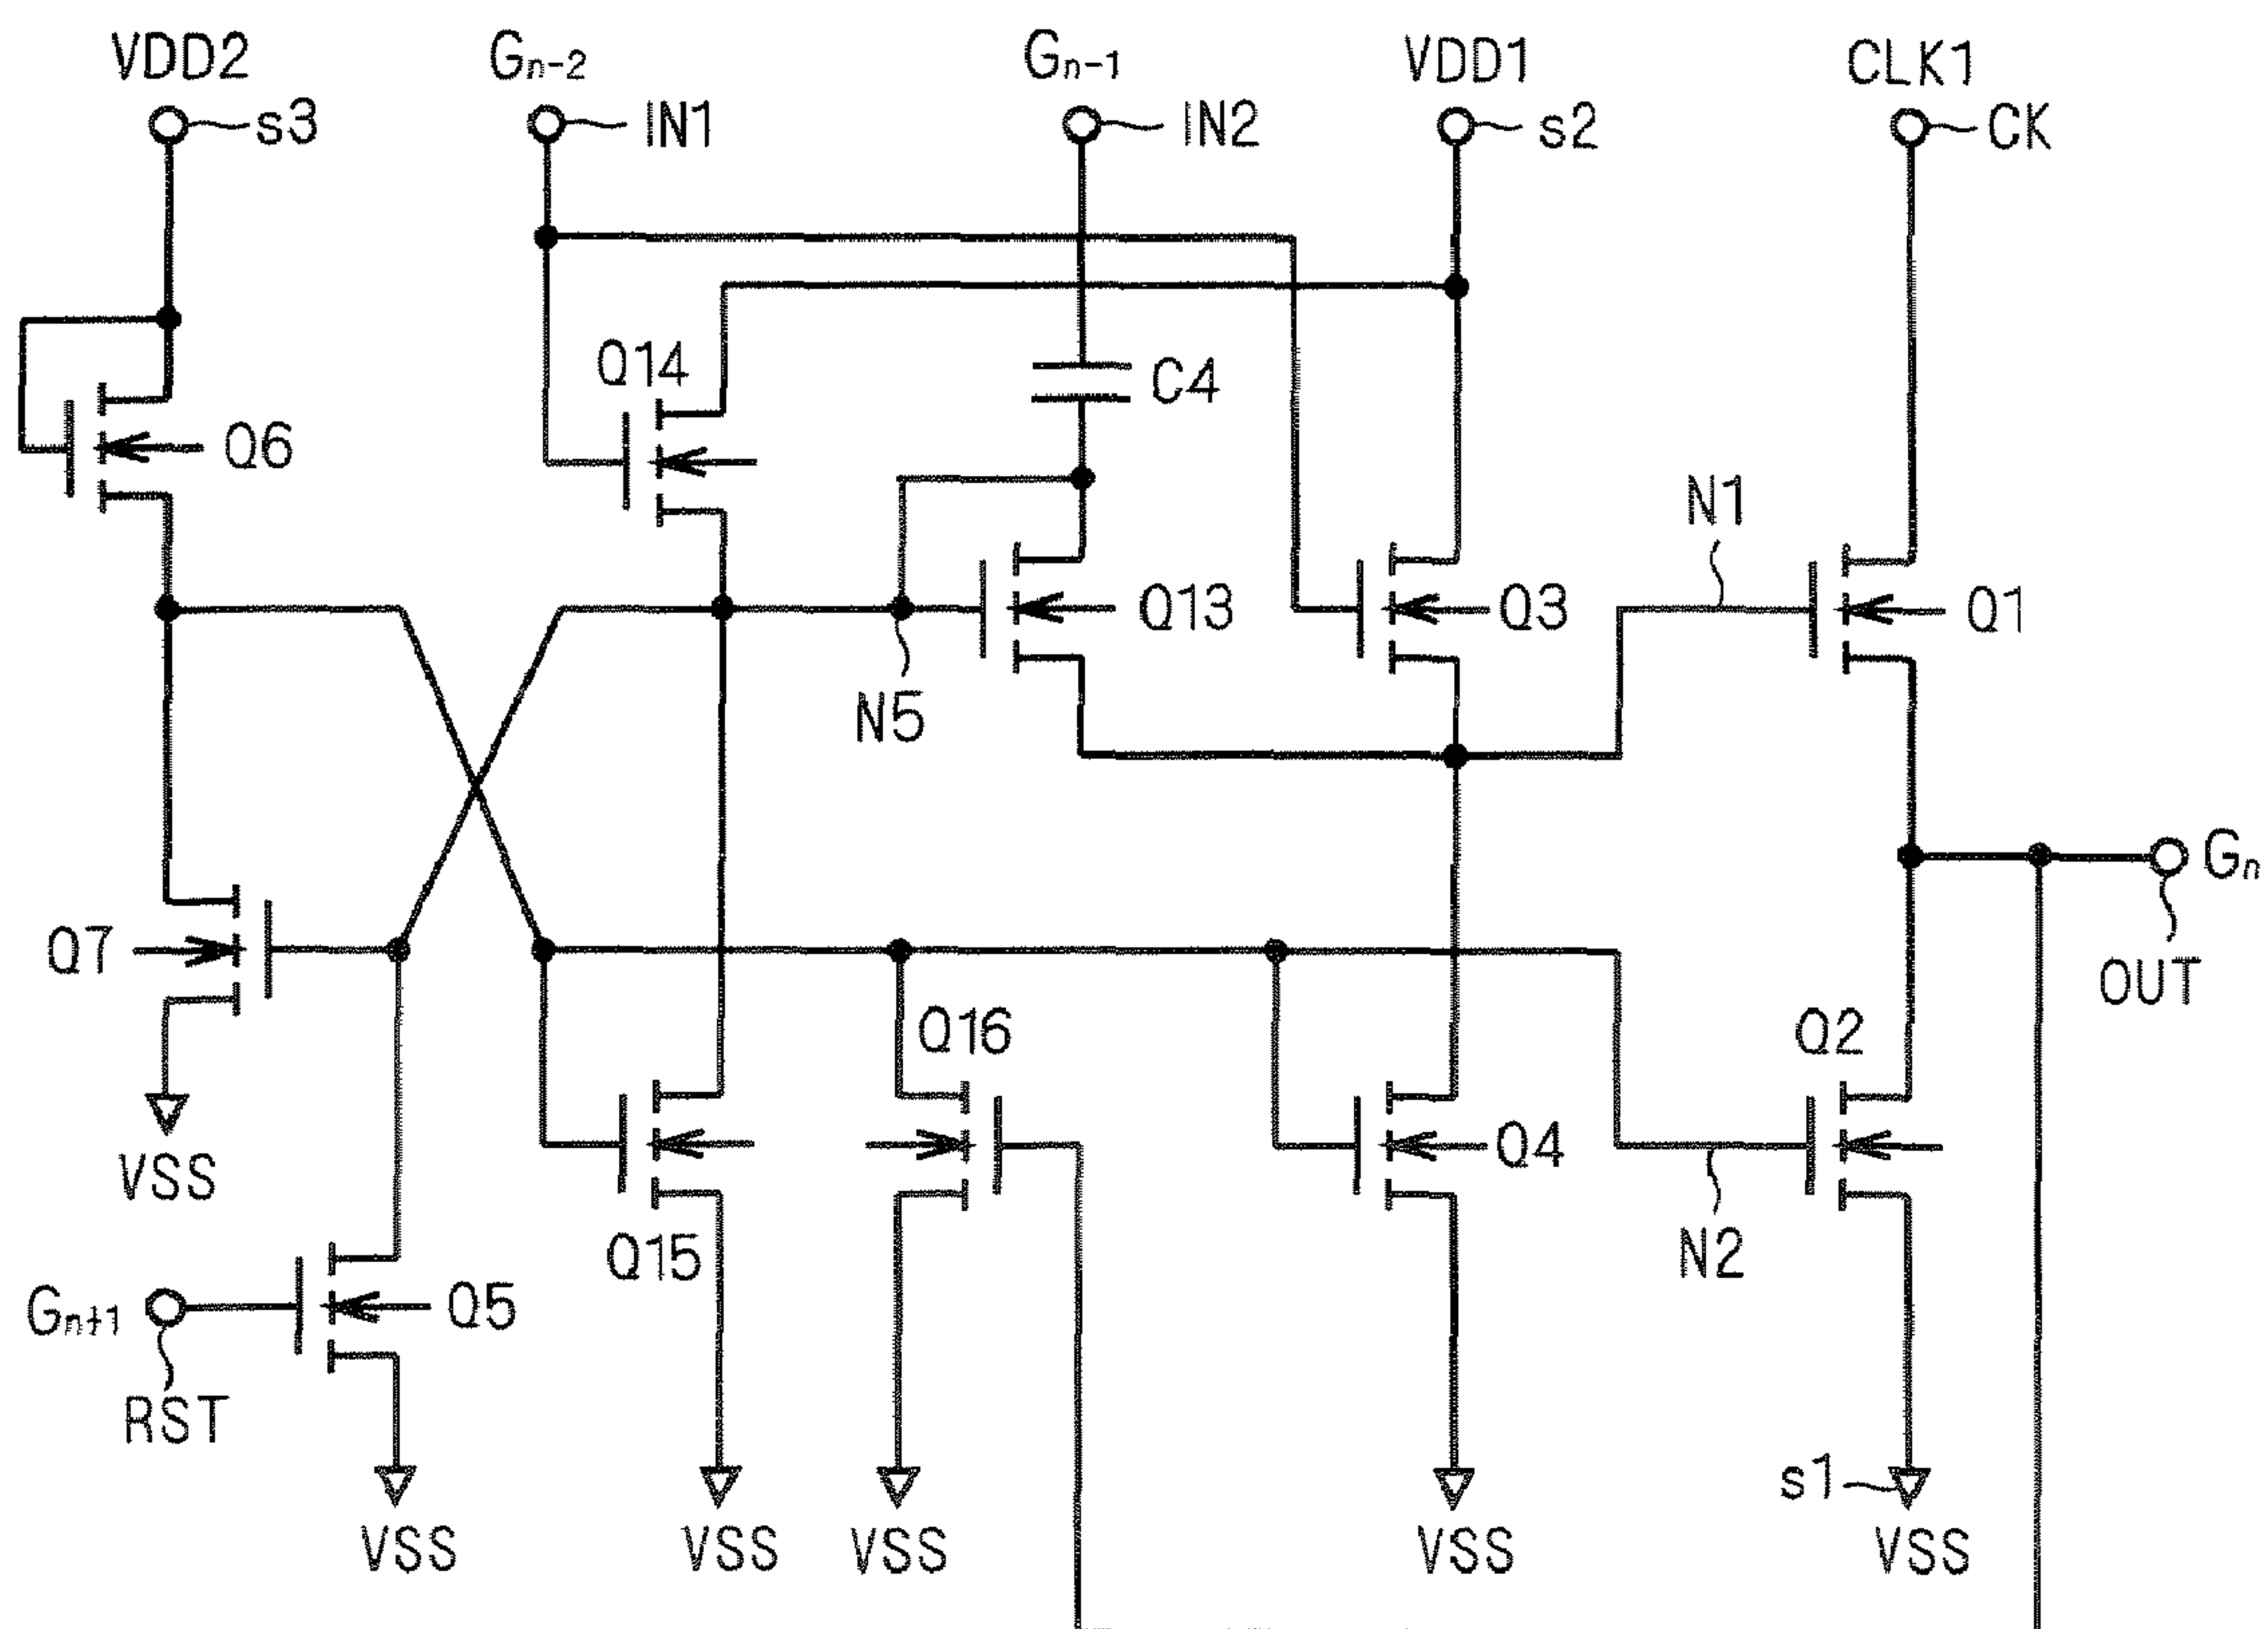 VDD2
Gn-2
Gn-1
VDD1
CLK1
s3
IN1
IN2
s2
CK
Q14
C4
Q6
N1
Q13
Q3
Q1
N5
Gn
Q7
OUT
Q16
Q2
VSS
Q4
Q15
N2
Gn+1
Q5
RST
s1
VSS
VSS
VSS
VSS
VSS